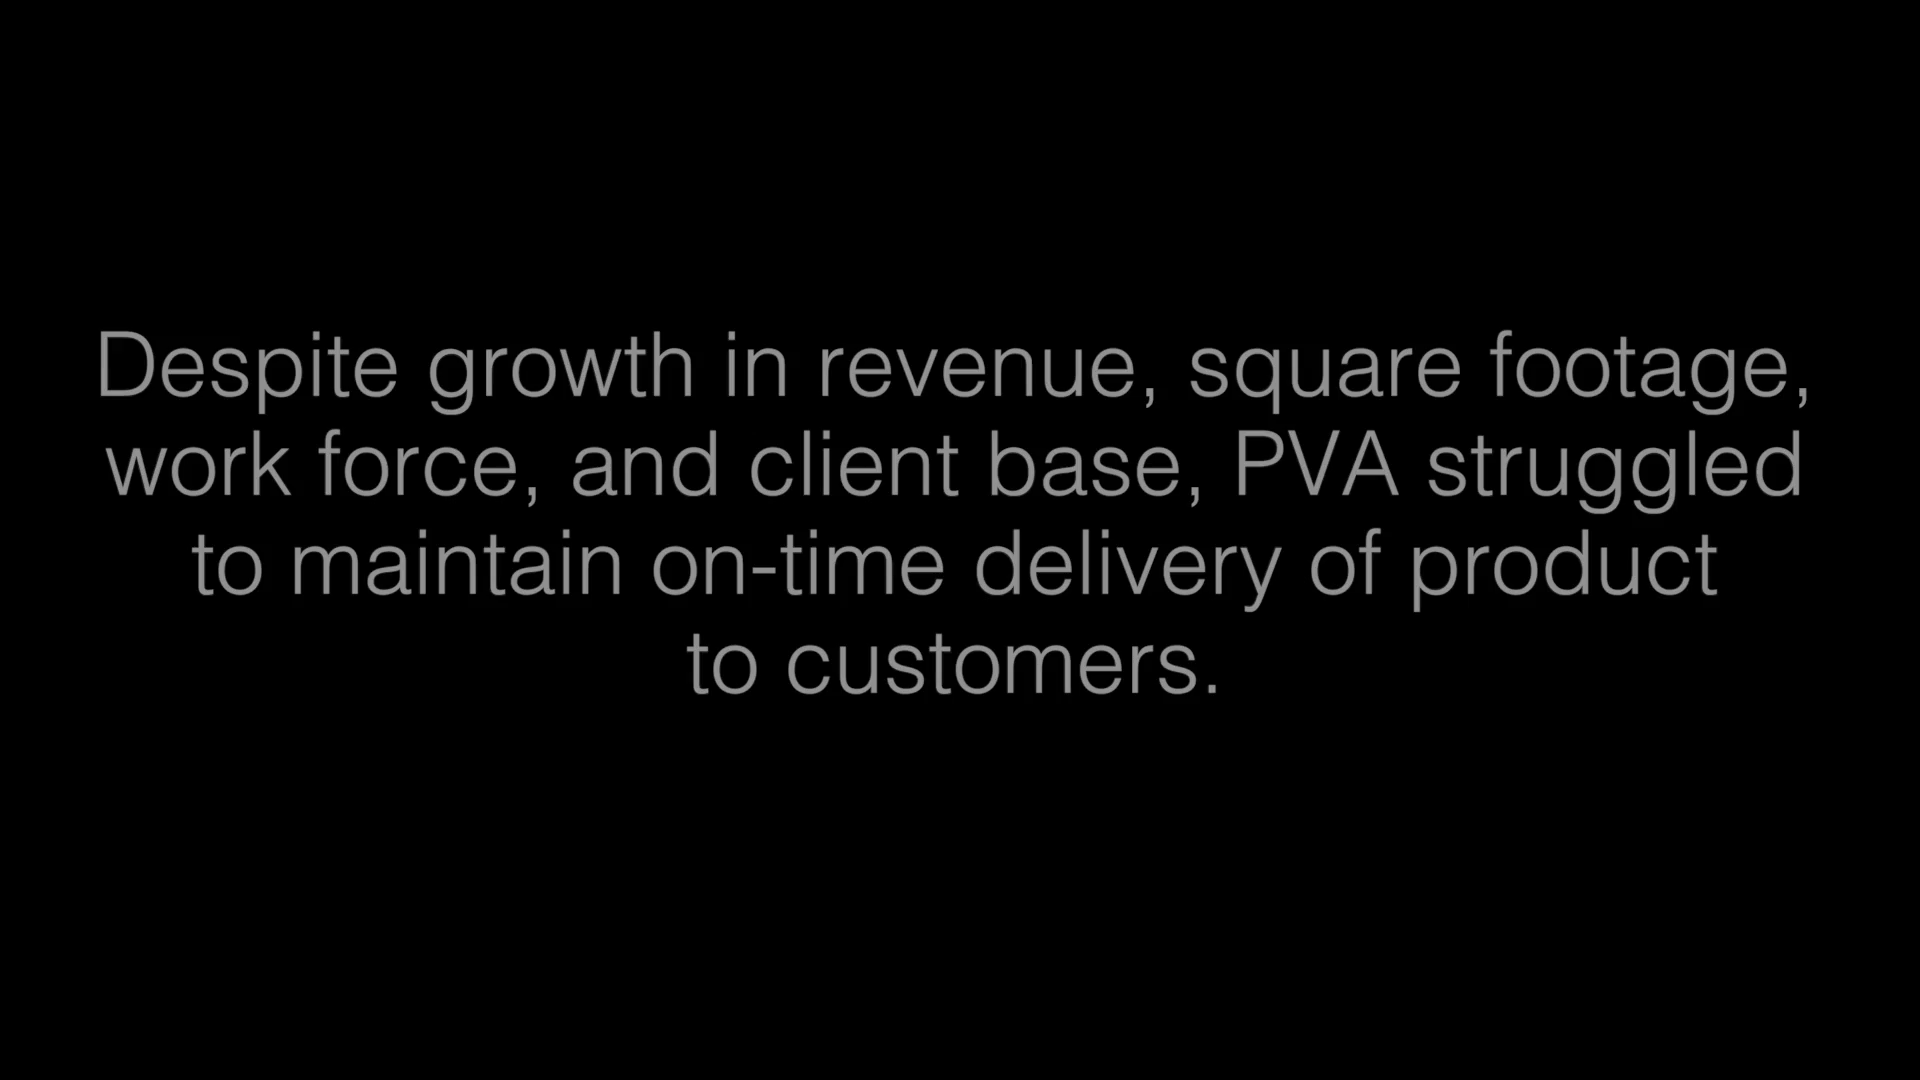 Despite growth in revenue, square footage,
work force, and client base, PVA struggled
to maintain on-time delivery of product
to customers.